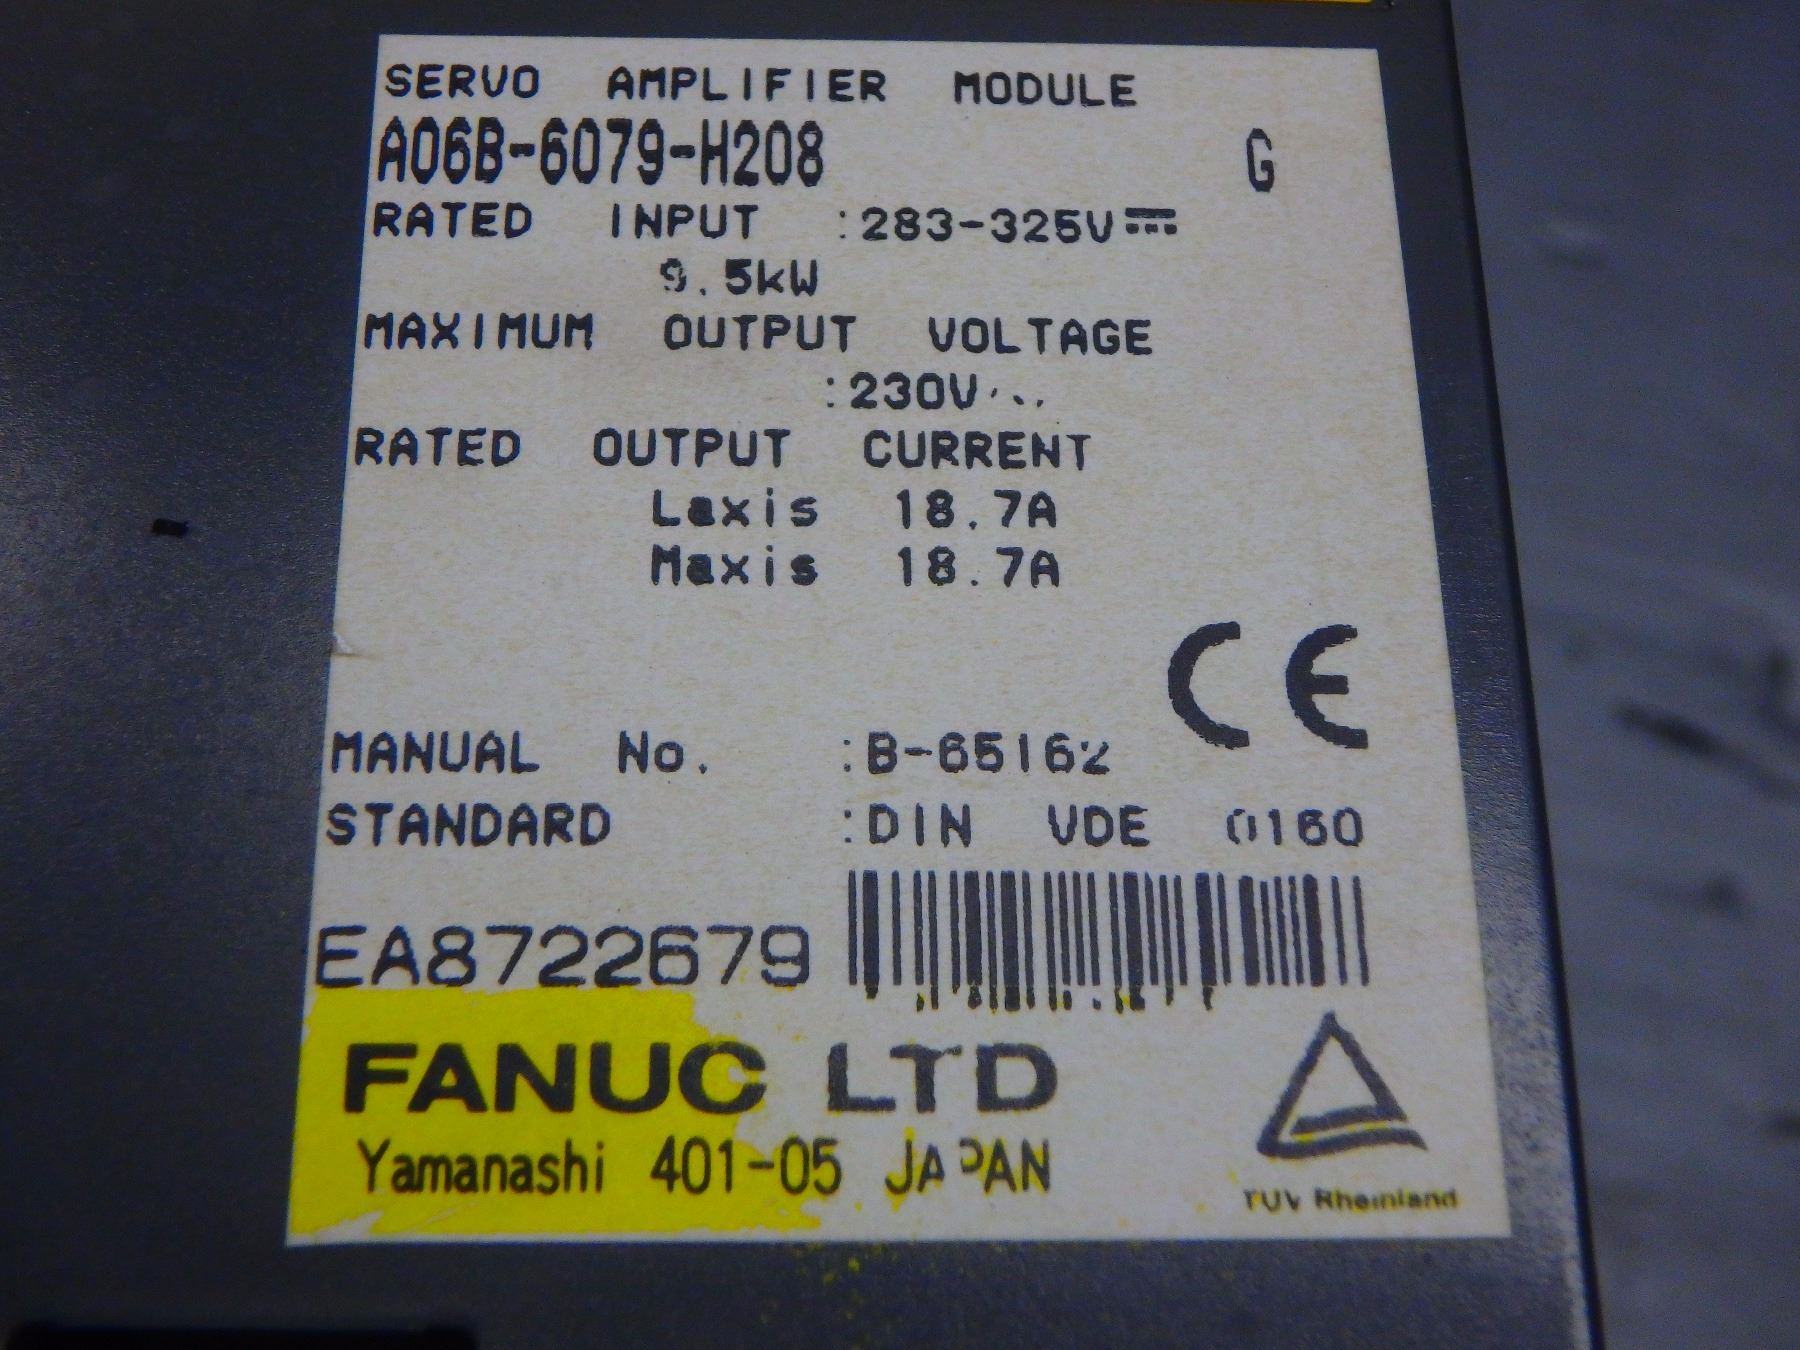 SERVO AMPLIFIER MODULE
A06B-6079-H208 G
RATED INPUT :283-325V⎓
9.5kW
MAXIMUM OUTPUT VOLTAGE
:230V
RATED OUTPUT CURRENT
Laxis 18.7A
Maxis 18.7A
CE
MANUAL No. :B-65162
STANDARD :DIN VDE 0160
EA8722679
FANUC LTD
Yamanashi 401-05 JAPAN
TUV Rheinland